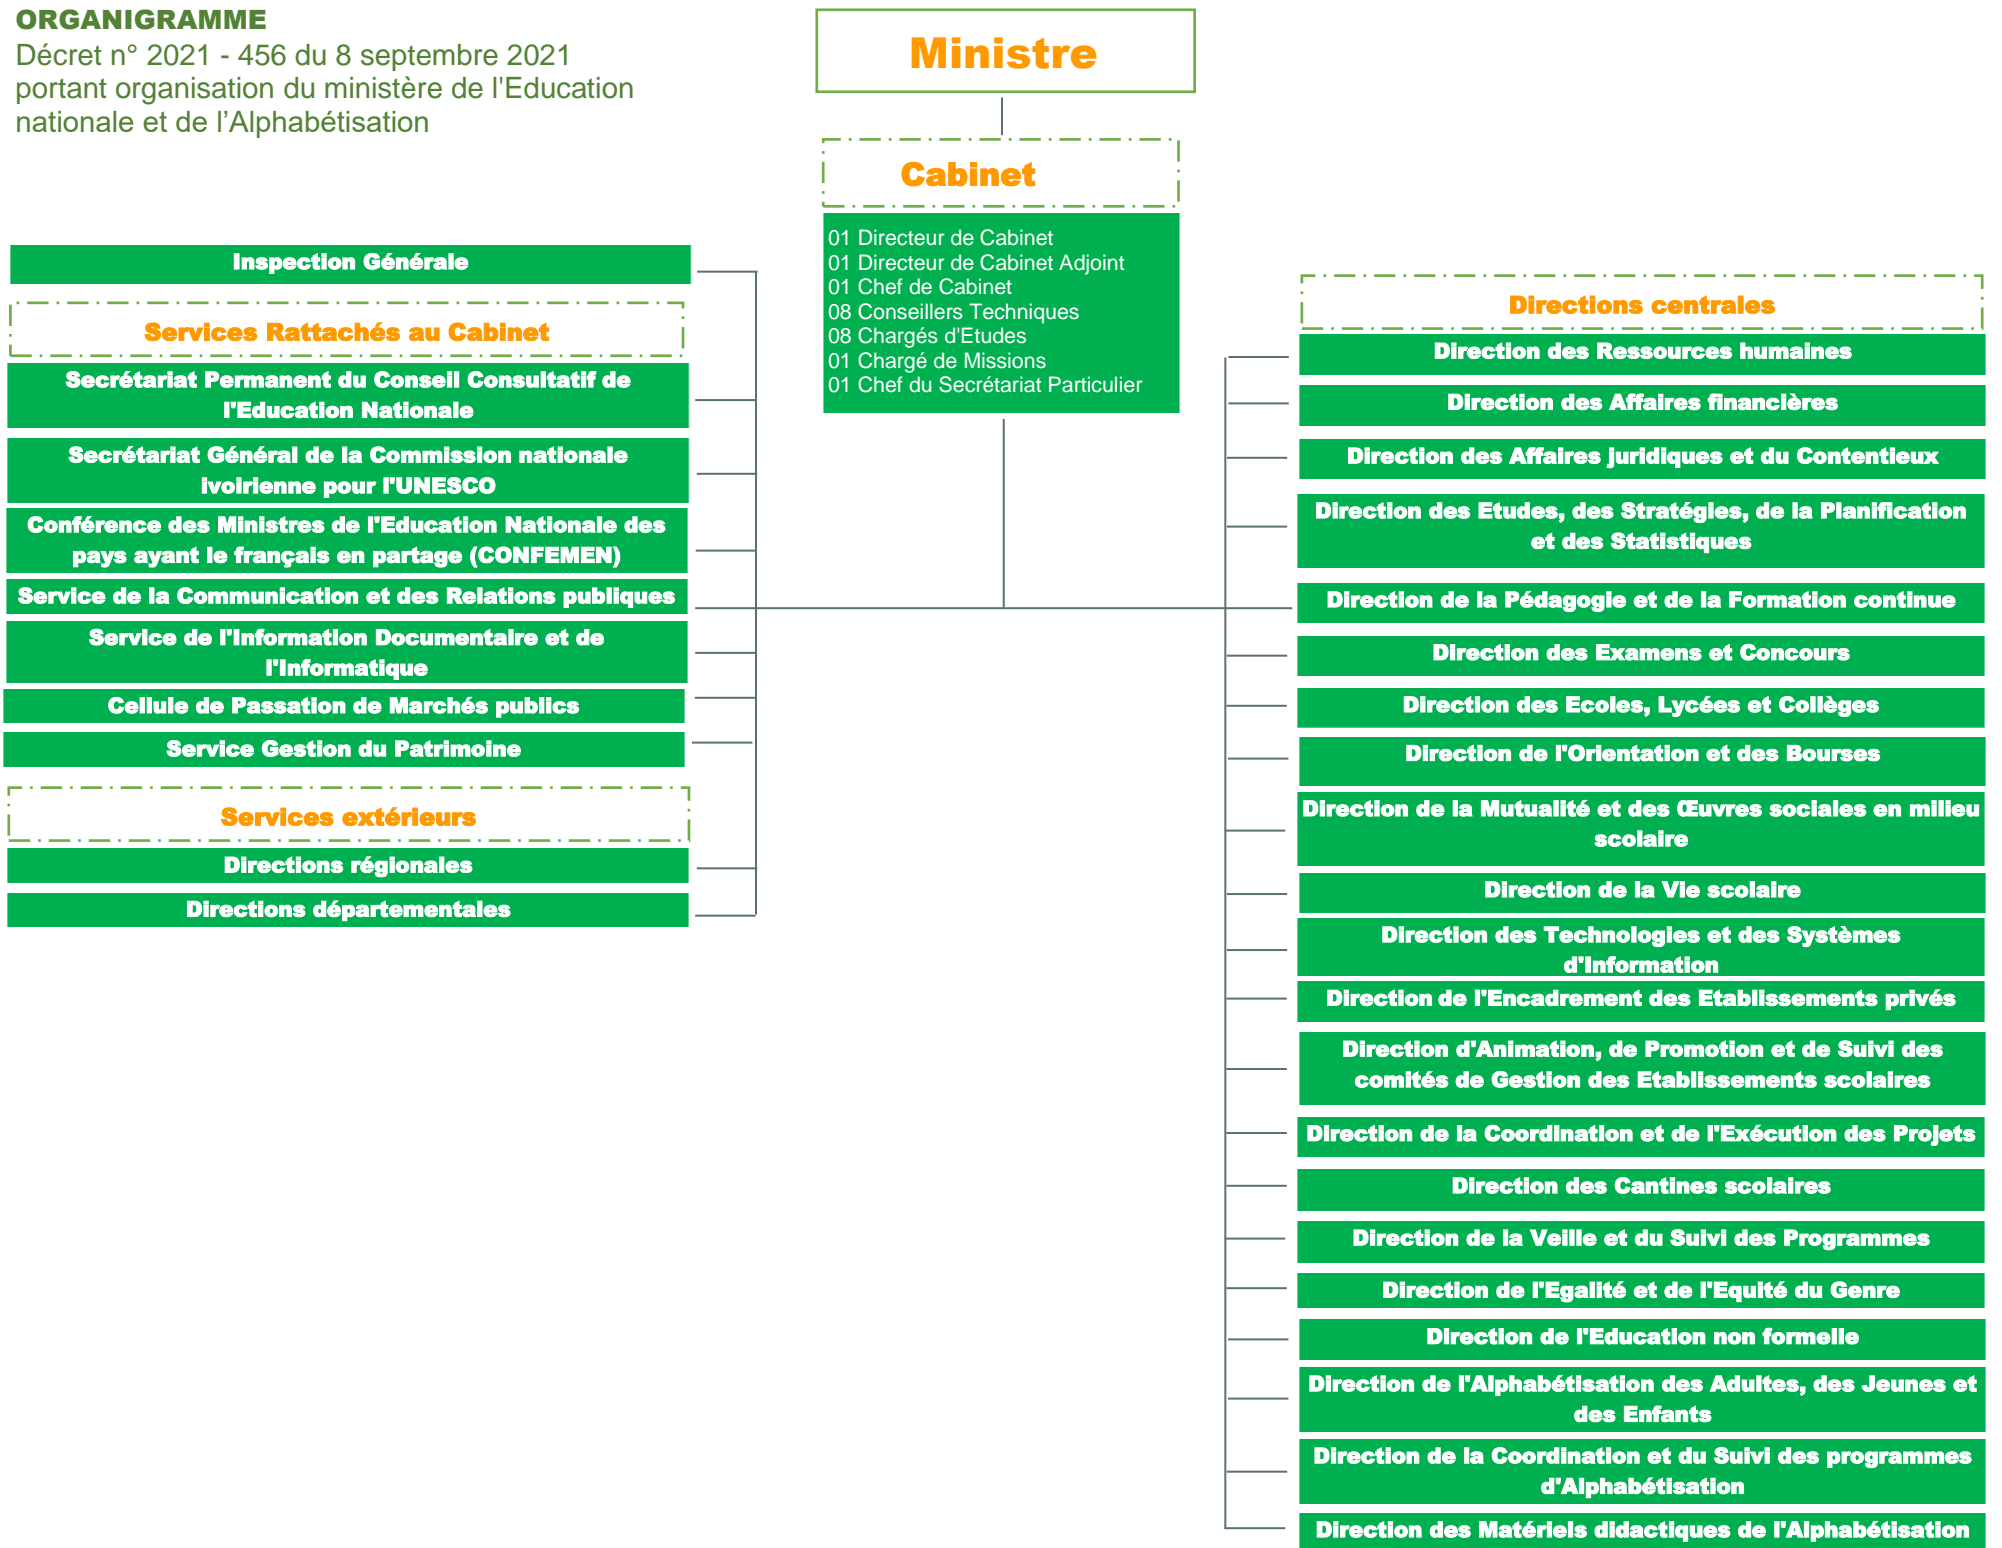 ORGANIGRAMME
Décret n° 2021 - 456 du 8 septembre 2021
portant organisation du ministère de l'Education
nationale et de l’Alphabétisation
Ministre
Cabinet
01 Directeur de Cabinet
01 Directeur de Cabinet Adjoint
01 Chef de Cabinet
08 Conseillers Techniques
08 Chargés d'Etudes
01 Chargé de Missions
01 Chef du Secrétariat Particulier
Inspection Générale
Services Rattachés au Cabinet
Secrétariat Permanent du Conseil Consultatif de
l'Education Nationale
Secrétariat Général de la Commission nationale
ivoirienne pour l'UNESCO
Conférence des Ministres de l'Education Nationale des
pays ayant le français en partage (CONFEMEN)
Service de la Communication et des Relations publiques
Service de l'Information Documentaire et de
l'Informatique
Cellule de Passation de Marchés publics
Service Gestion du Patrimoine
Services extérieurs
Directions régionales
Directions départementales
Directions centrales
Direction des Ressources humaines
Direction des Affaires financières
Direction des Affaires juridiques et du Contentieux
Direction des Etudes, des Stratégies, de la Planification
et des Statistiques
Direction de la Pédagogie et de la Formation continue
Direction des Examens et Concours
Direction des Ecoles, Lycées et Collèges
Direction de l'Orientation et des Bourses
Direction de la Mutualité et des Œuvres sociales en milieu
scolaire
Direction de la Vie scolaire
Direction des Technologies et des Systèmes
d'Information
Direction de l'Encadrement des Etablissements privés
Direction d'Animation, de Promotion et de Suivi des
comités de Gestion des Etablissements scolaires
Direction de la Coordination et de l'Exécution des Projets
Direction des Cantines scolaires
Direction de la Veille et du Suivi des Programmes
Direction de l'Egalité et de l'Equité du Genre
Direction de l'Education non formelle
Direction de l'Alphabétisation des Adultes, des Jeunes et
des Enfants
Direction de la Coordination et du Suivi des programmes
d'Alphabétisation
Direction des Matériels didactiques de l'Alphabétisation